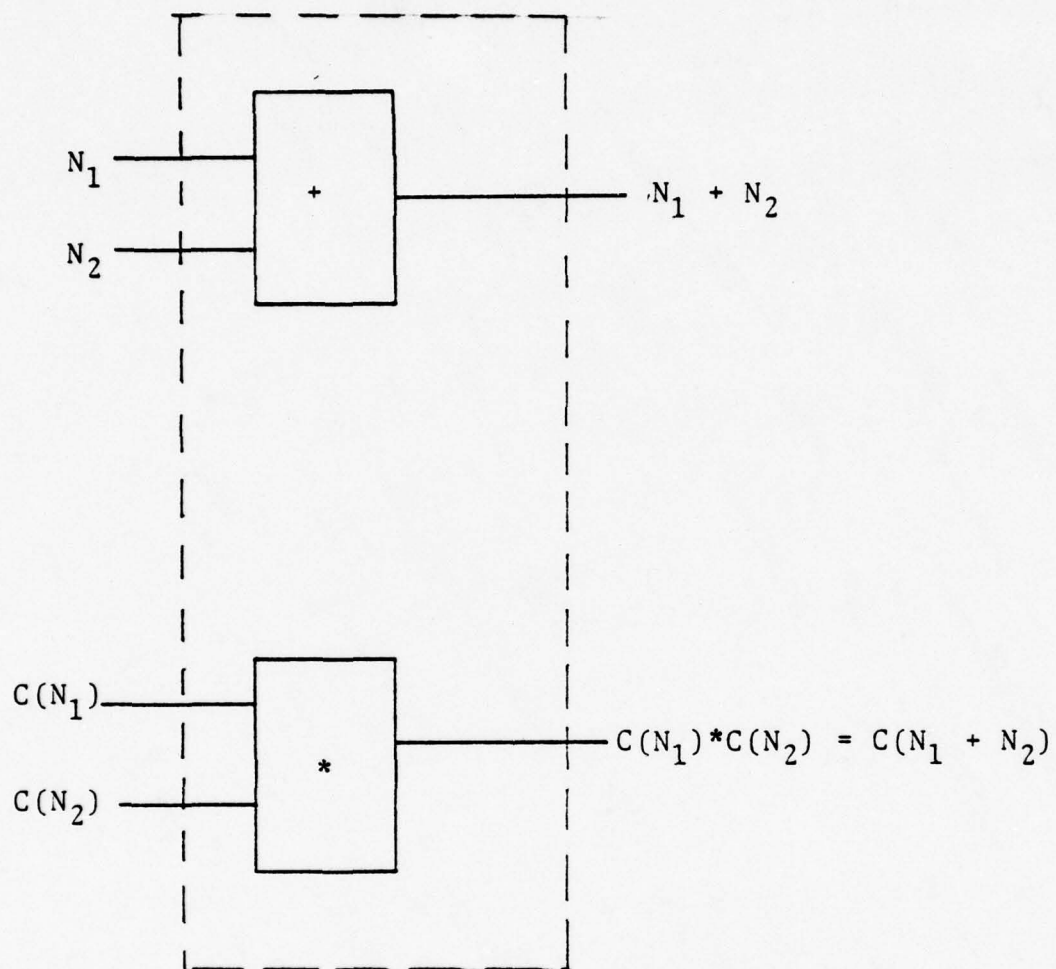 N₁
+
N₁ + N₂
N₂
C(N₁)
C(N₁)*C(N₂) = C(N₁ + N₂)
*
C(N₂)